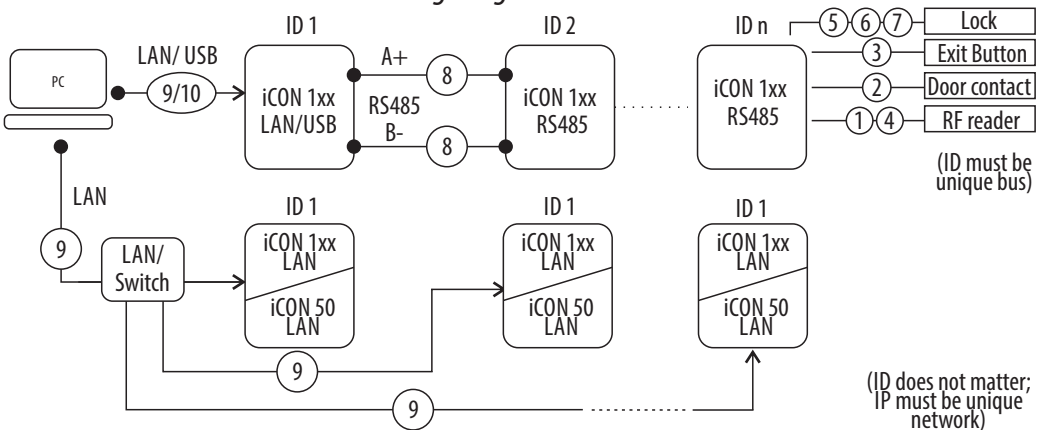 ID 1
ID 2
ID n
5 6 7 Lock
3 Exit Button
2 Door contact
1 4 RF reader
(ID must be
unique bus)
PC
LAN/ USB
9/10
iCON 1xx
LAN/USB
A+
8
RS485
B-
8
iCON 1xx
RS485
iCON 1xx
RS485
LAN
9
LAN/
Switch
ID 1
iCON 1xx
LAN
iCON 50
LAN
ID 1
iCON 1xx
LAN
iCON 50
LAN
ID 1
iCON 1xx
LAN
iCON 50
LAN
9
9
(ID does not matter;
IP must be unique
network)